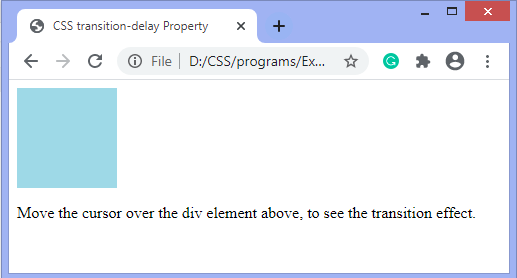 CSS transition-delay Property
File
D:/CSS/programs/Ex...
Move the cursor over the div element above, to see the transition effect.